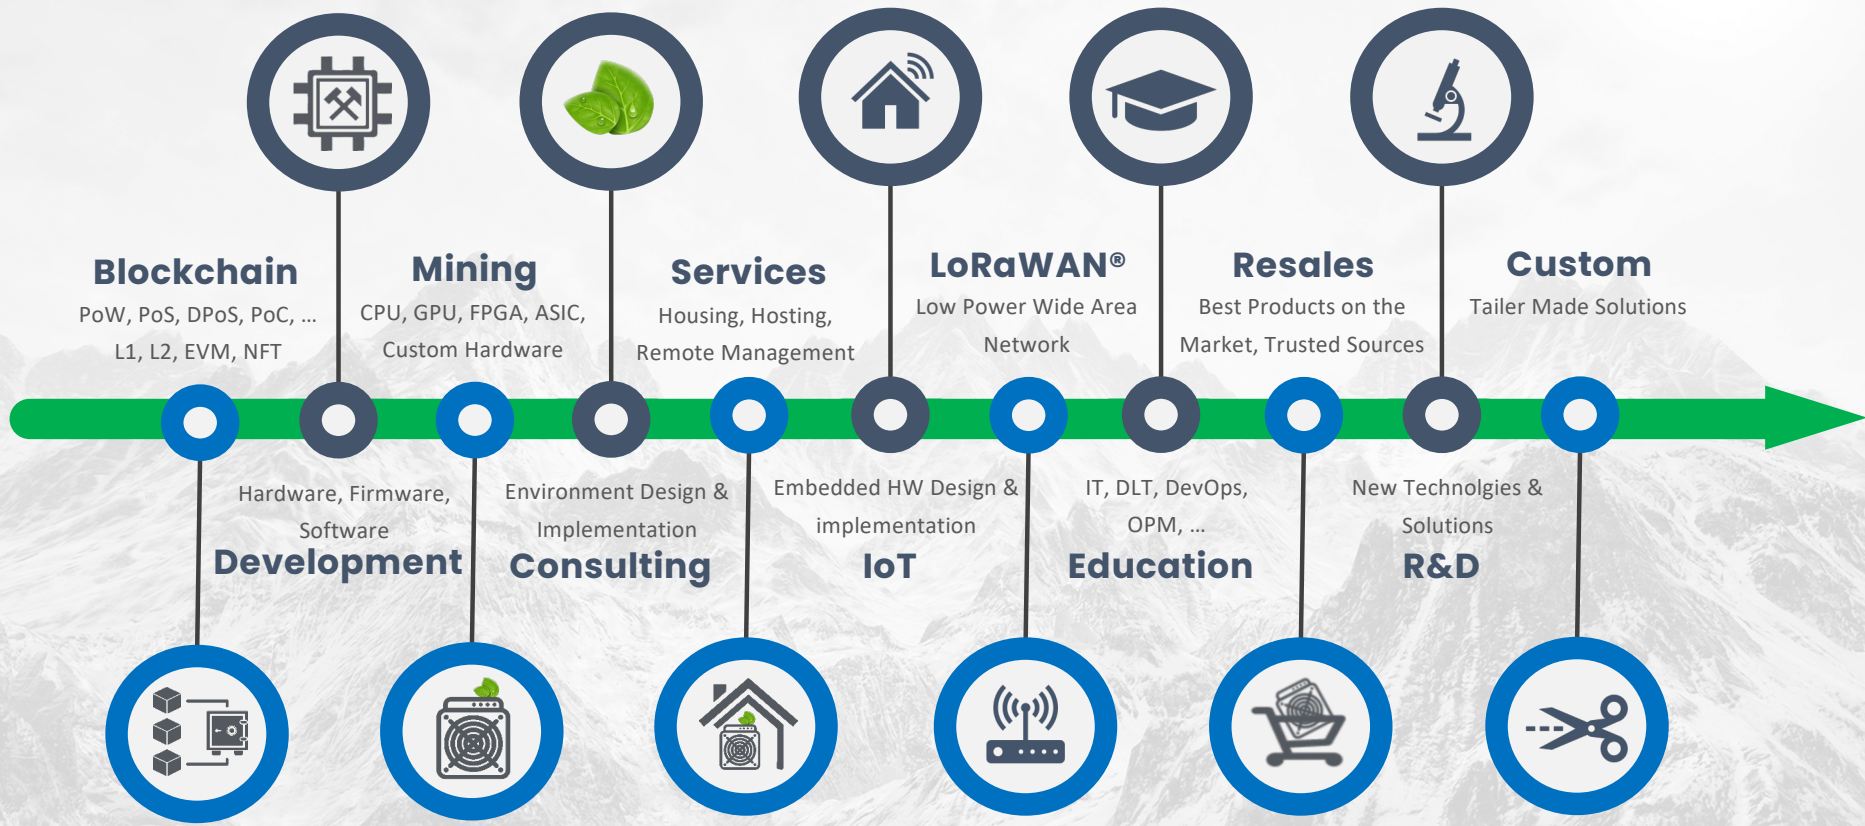 Blockchain
PoW, PoS, DPoS, PoC, ...
L1, L2, EVM, NFT
Mining
CPU, GPU, FPGA, ASIC,
Custom Hardware
Services
Housing, Hosting,
Remote Management
LoRaWAN®
Low Power Wide Area
Network
Resales
Best Products on the
Market, Trusted Sources
Custom
Tailer Made Solutions
Hardware, Firmware,
Software
Development
Environment Design &
Implementation
Consulting
Embedded HW Design &
implementation
IoT
IT, DLT, DevOps,
OPM, ...
Education
New Technolgies &
Solutions
R&D